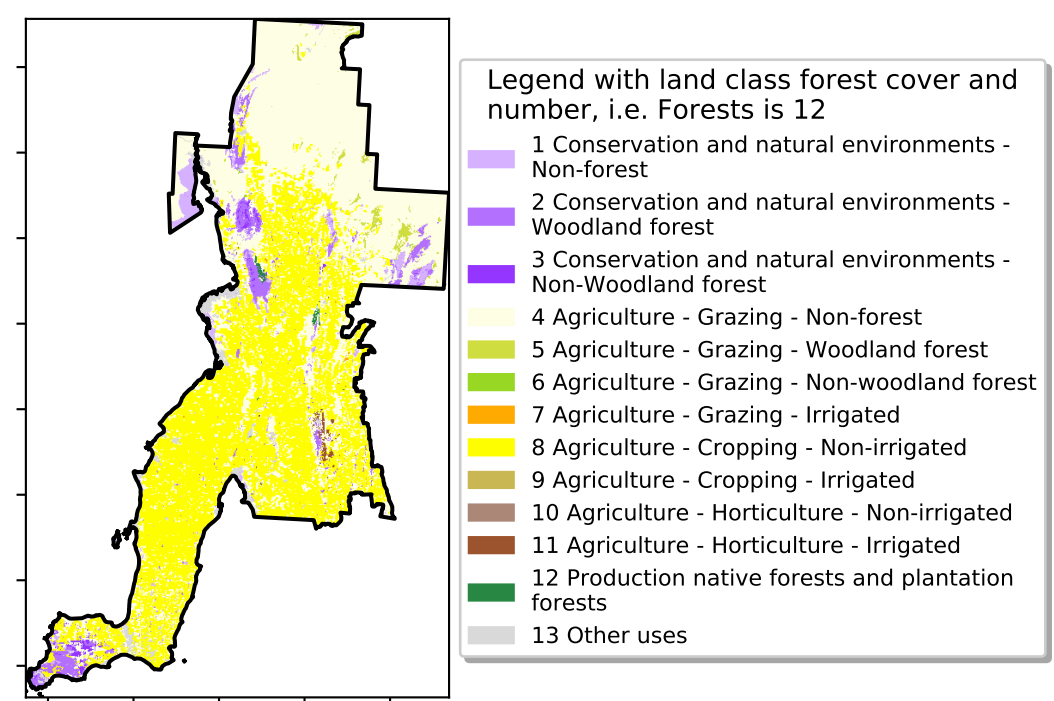 Legend with land class forest cover and
number, i.e. Forests is 12
1 Conservation and natural environments -
Non-forest
2 Conservation and natural environments -
Woodland forest
3 Conservation and natural environments -
Non-Woodland forest
4 Agriculture - Grazing - Non-forest
5 Agriculture - Grazing - Woodland forest
6 Agriculture - Grazing - Non-woodland forest
7 Agriculture - Grazing - Irrigated
8 Agriculture - Cropping - Non-irrigated
9 Agriculture - Cropping - Irrigated
10 Agriculture - Horticulture - Non-irrigated
11 Agriculture - Horticulture - Irrigated
12 Production native forests and plantation
forests
13 Other uses